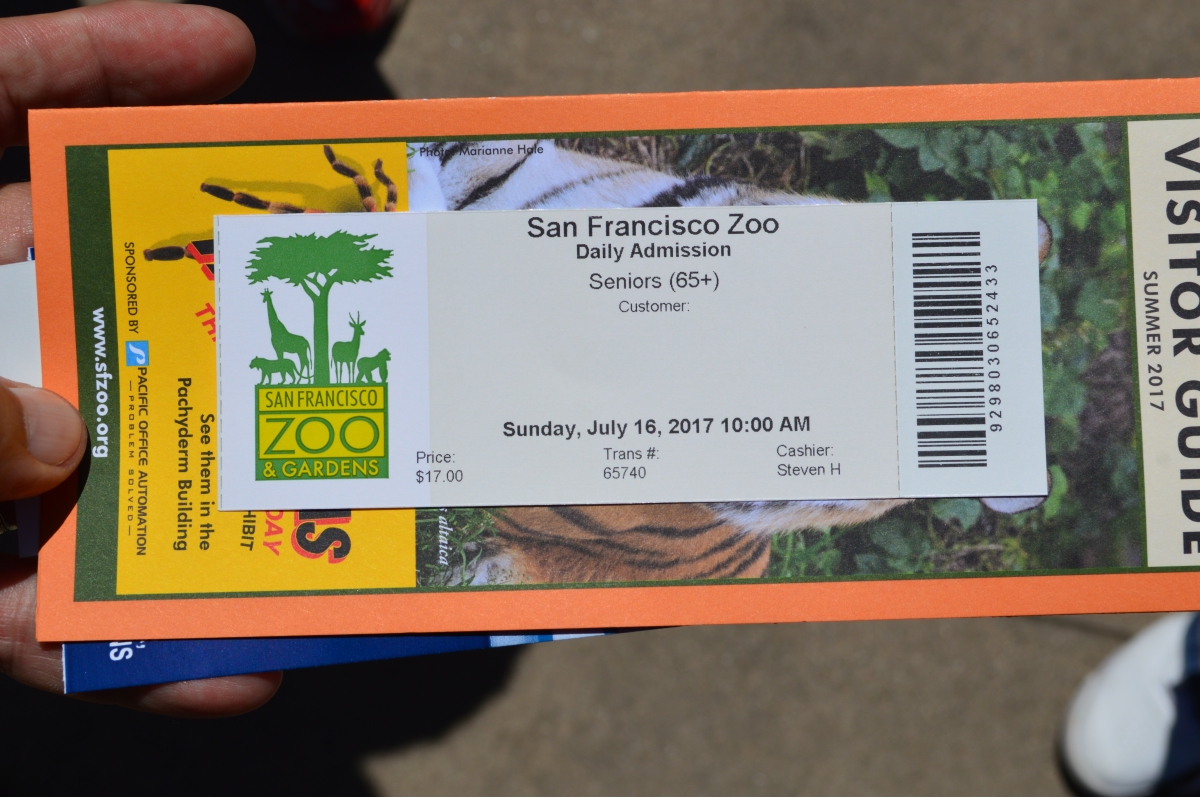 Photo: Marianne Hale
San Francisco Zoo
Daily Admission
Seniors (65+)
Customer:
Sunday, July 16, 2017 10:00 AM
Price:
$17.00
Trans #:
65740
Cashier:
Steven H
SAN FRANCISCO
ZOO
& GARDENS
9298030652433
VISITOR GUIDE
SUMMER 2017
www.sfzoo.org
SPONSORED BY
PACIFIC OFFICE AUTOMATION
— PROBLEM SOLVED —
See them in the
Pachyderm Building
altaica